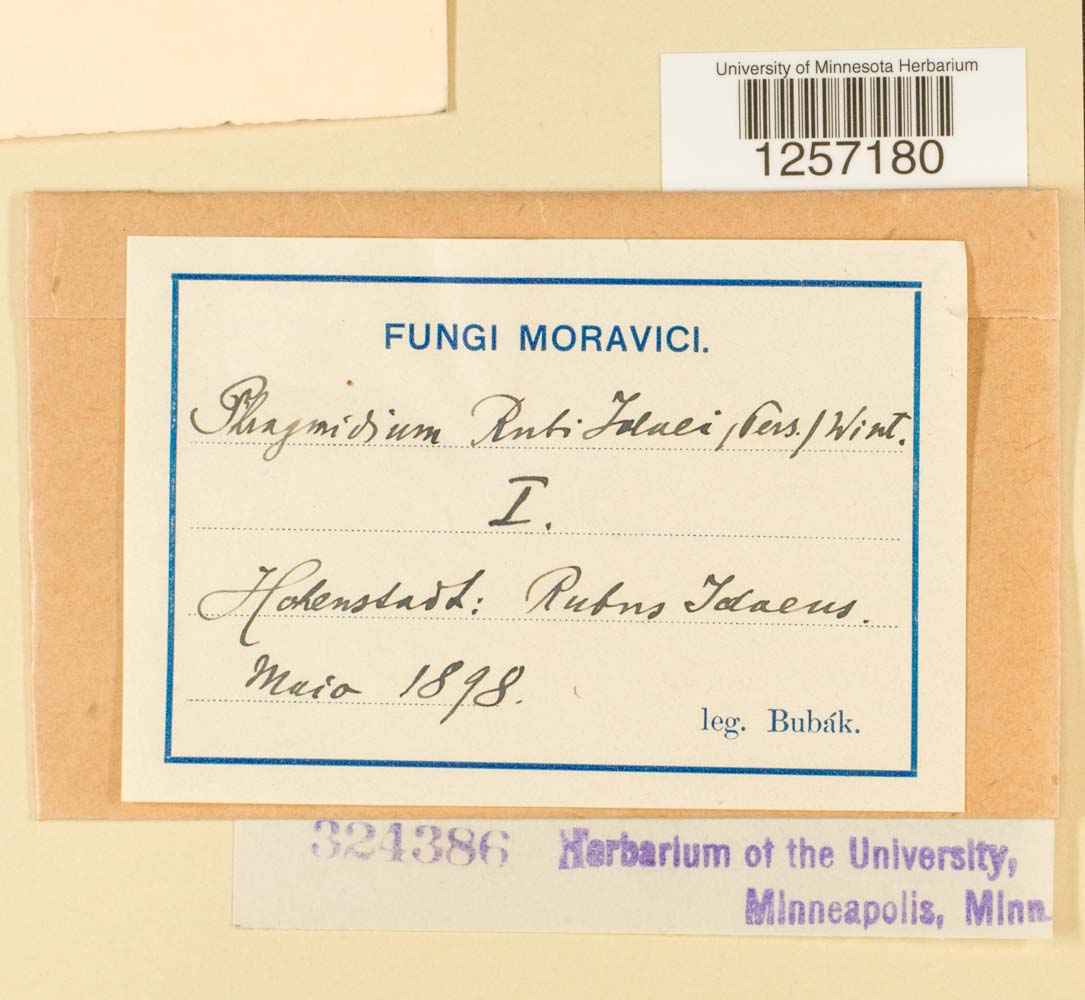 University of Minnesota Herbarium
1257180
FUNGI MORAVICI.
Phragmidium Rubi Idaei (Pers.) Wint.
I.
Hohenstadt: Rubus Idaeus.
Maio 1898.
leg. Bubák.
324386 Herbarium of the University,
Minneapolis, Minn.